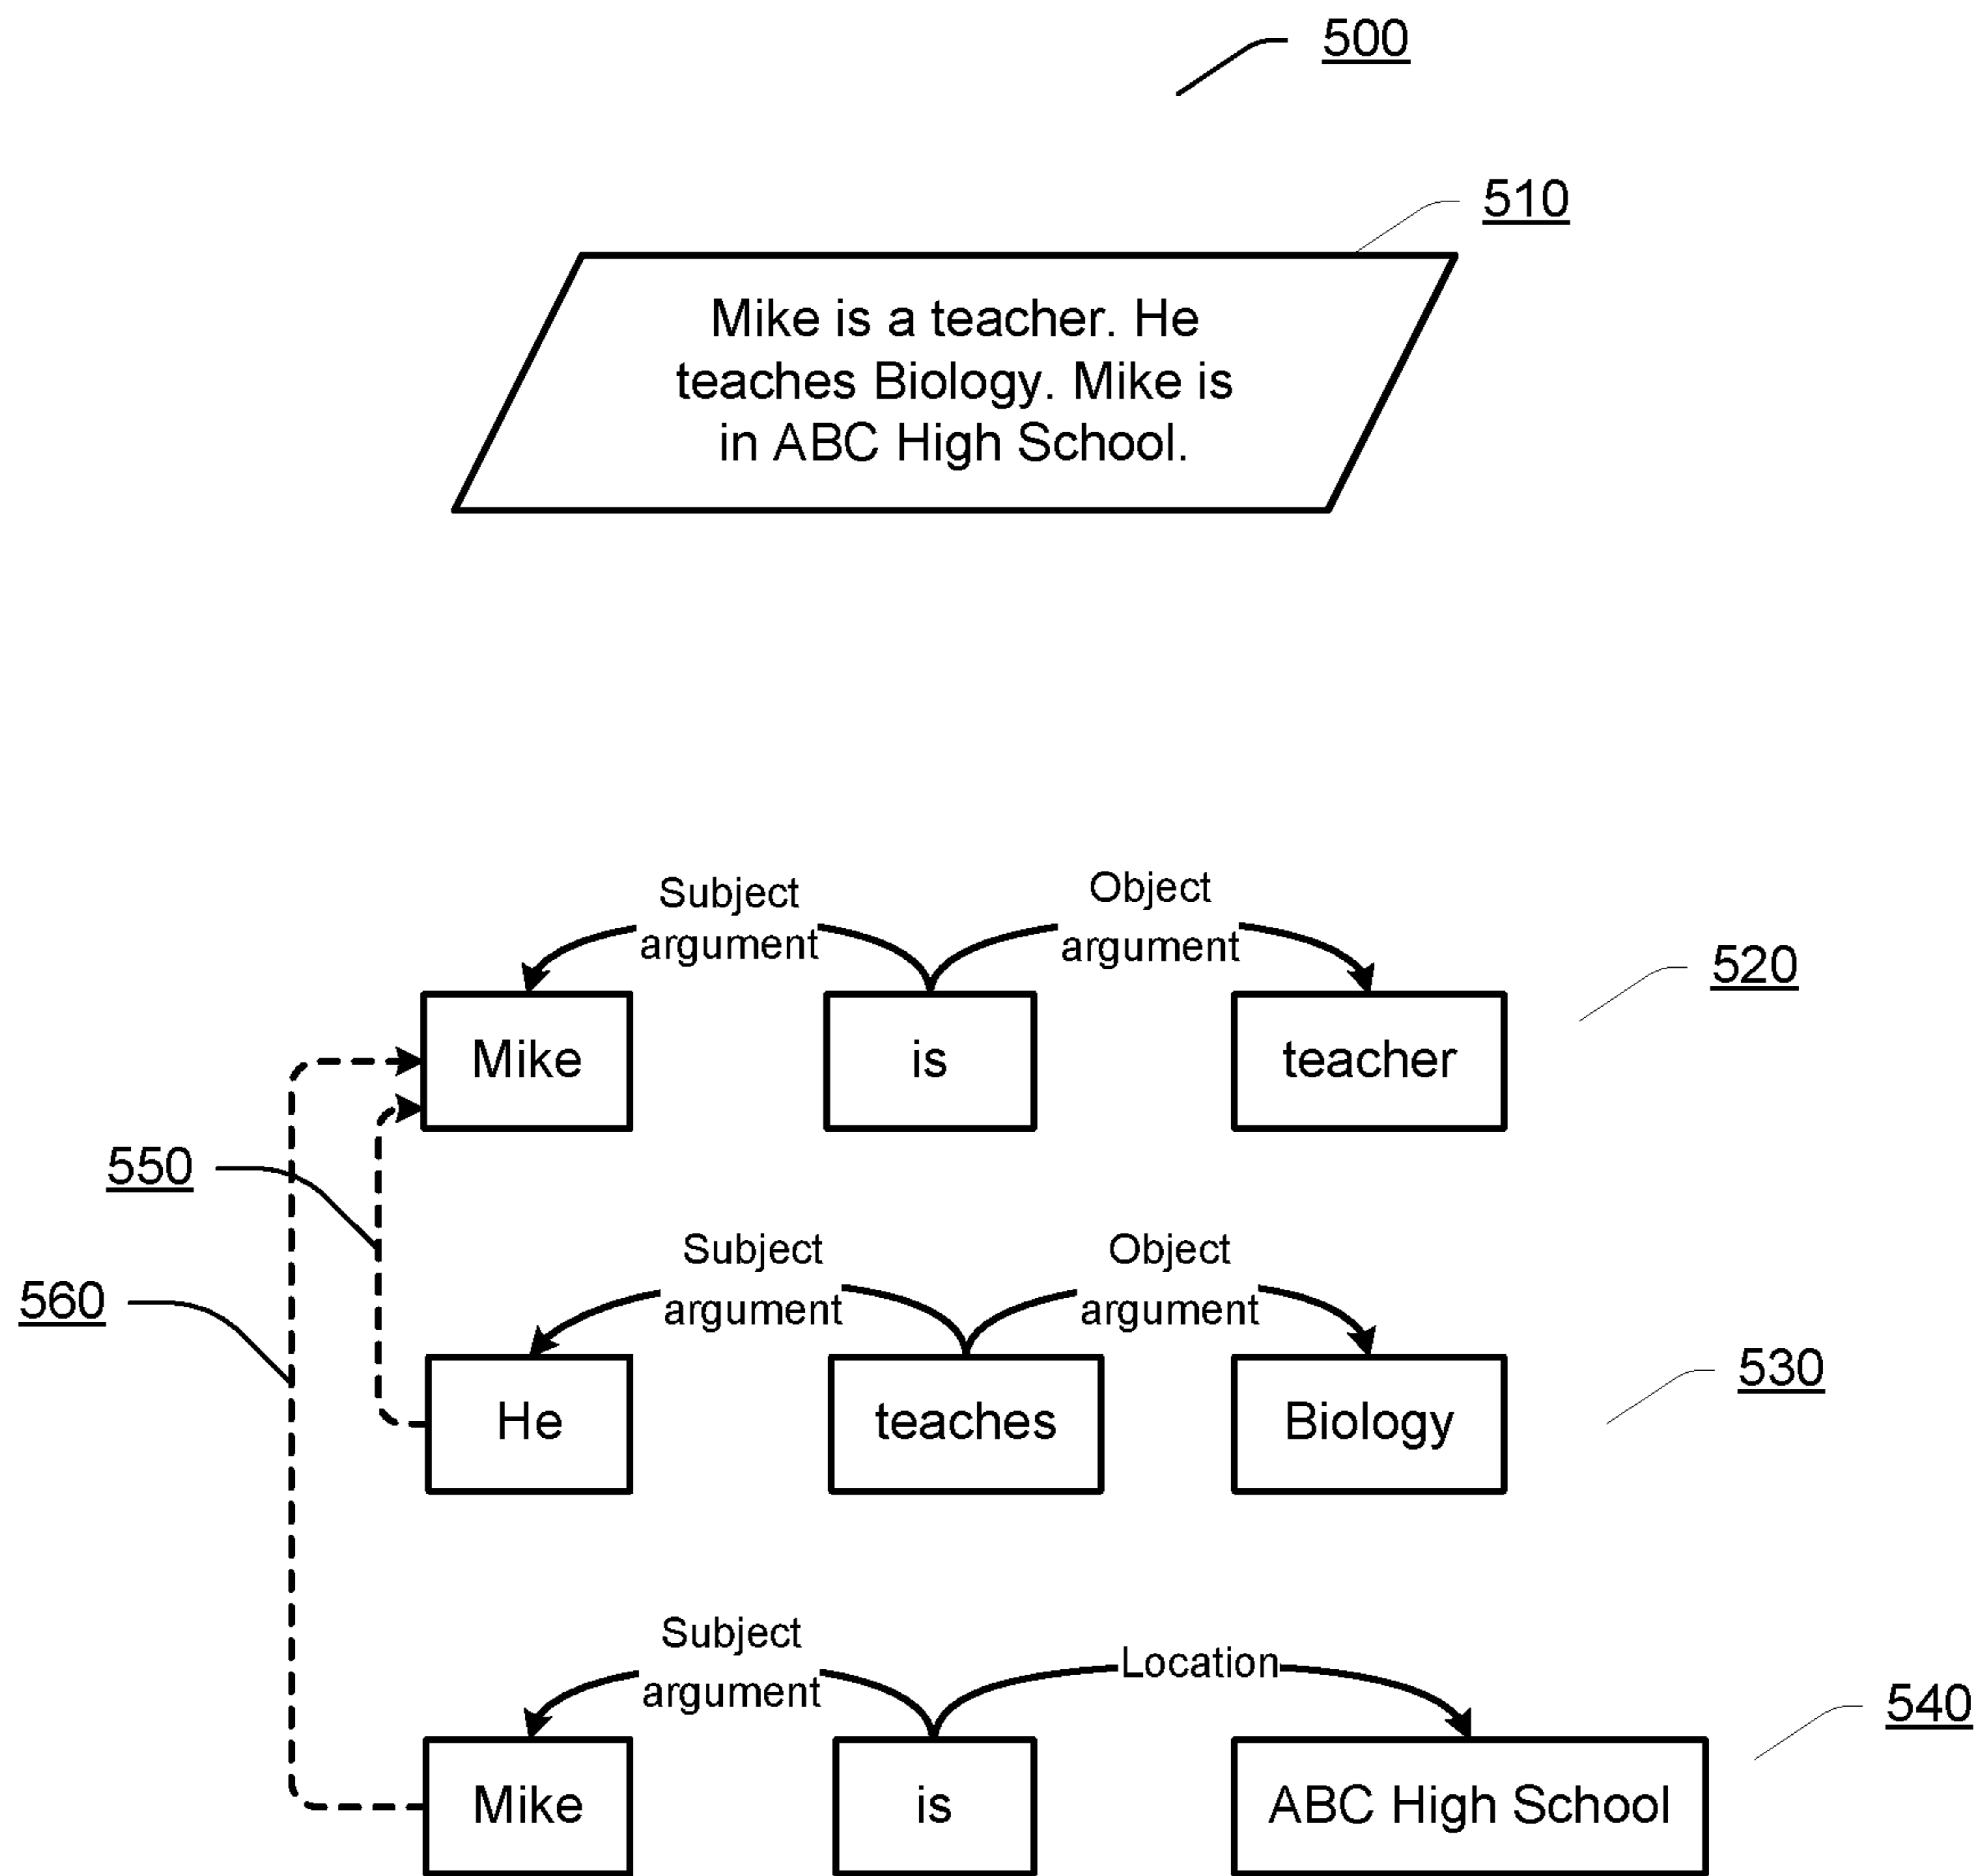 500
510
Mike is a teacher. He
teaches Biology. Mike is
in ABC High School.
Subject
argument
Object
argument
520
Mike
is
teacher
550
Subject
argument
Object
argument
560
530
He
teaches
Biology
Subject
argument
Location
540
Mike
is
ABC High School